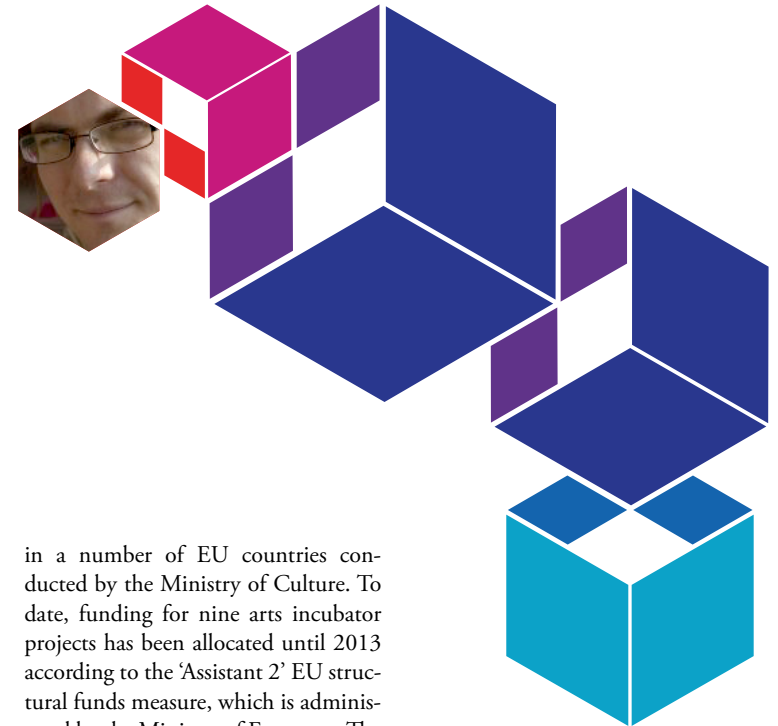 in a number of EU countries con-
ducted by the Ministry of Culture. To
date, funding for nine arts incubator
projects has been allocated until 2013
according to the ‘Assistant 2’ EU struc-
tural funds measure, which is adminis-